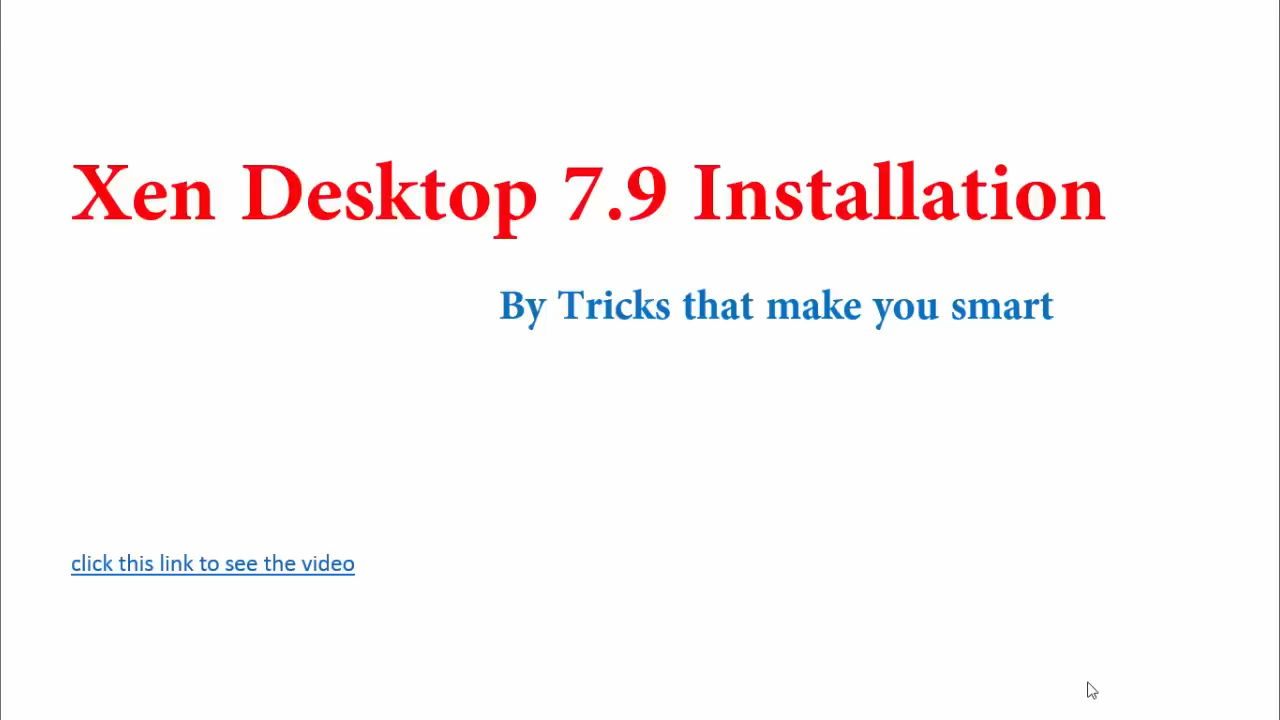 Xen Desktop 7.9 Installation
By Tricks that make you smart
click this link to see the video